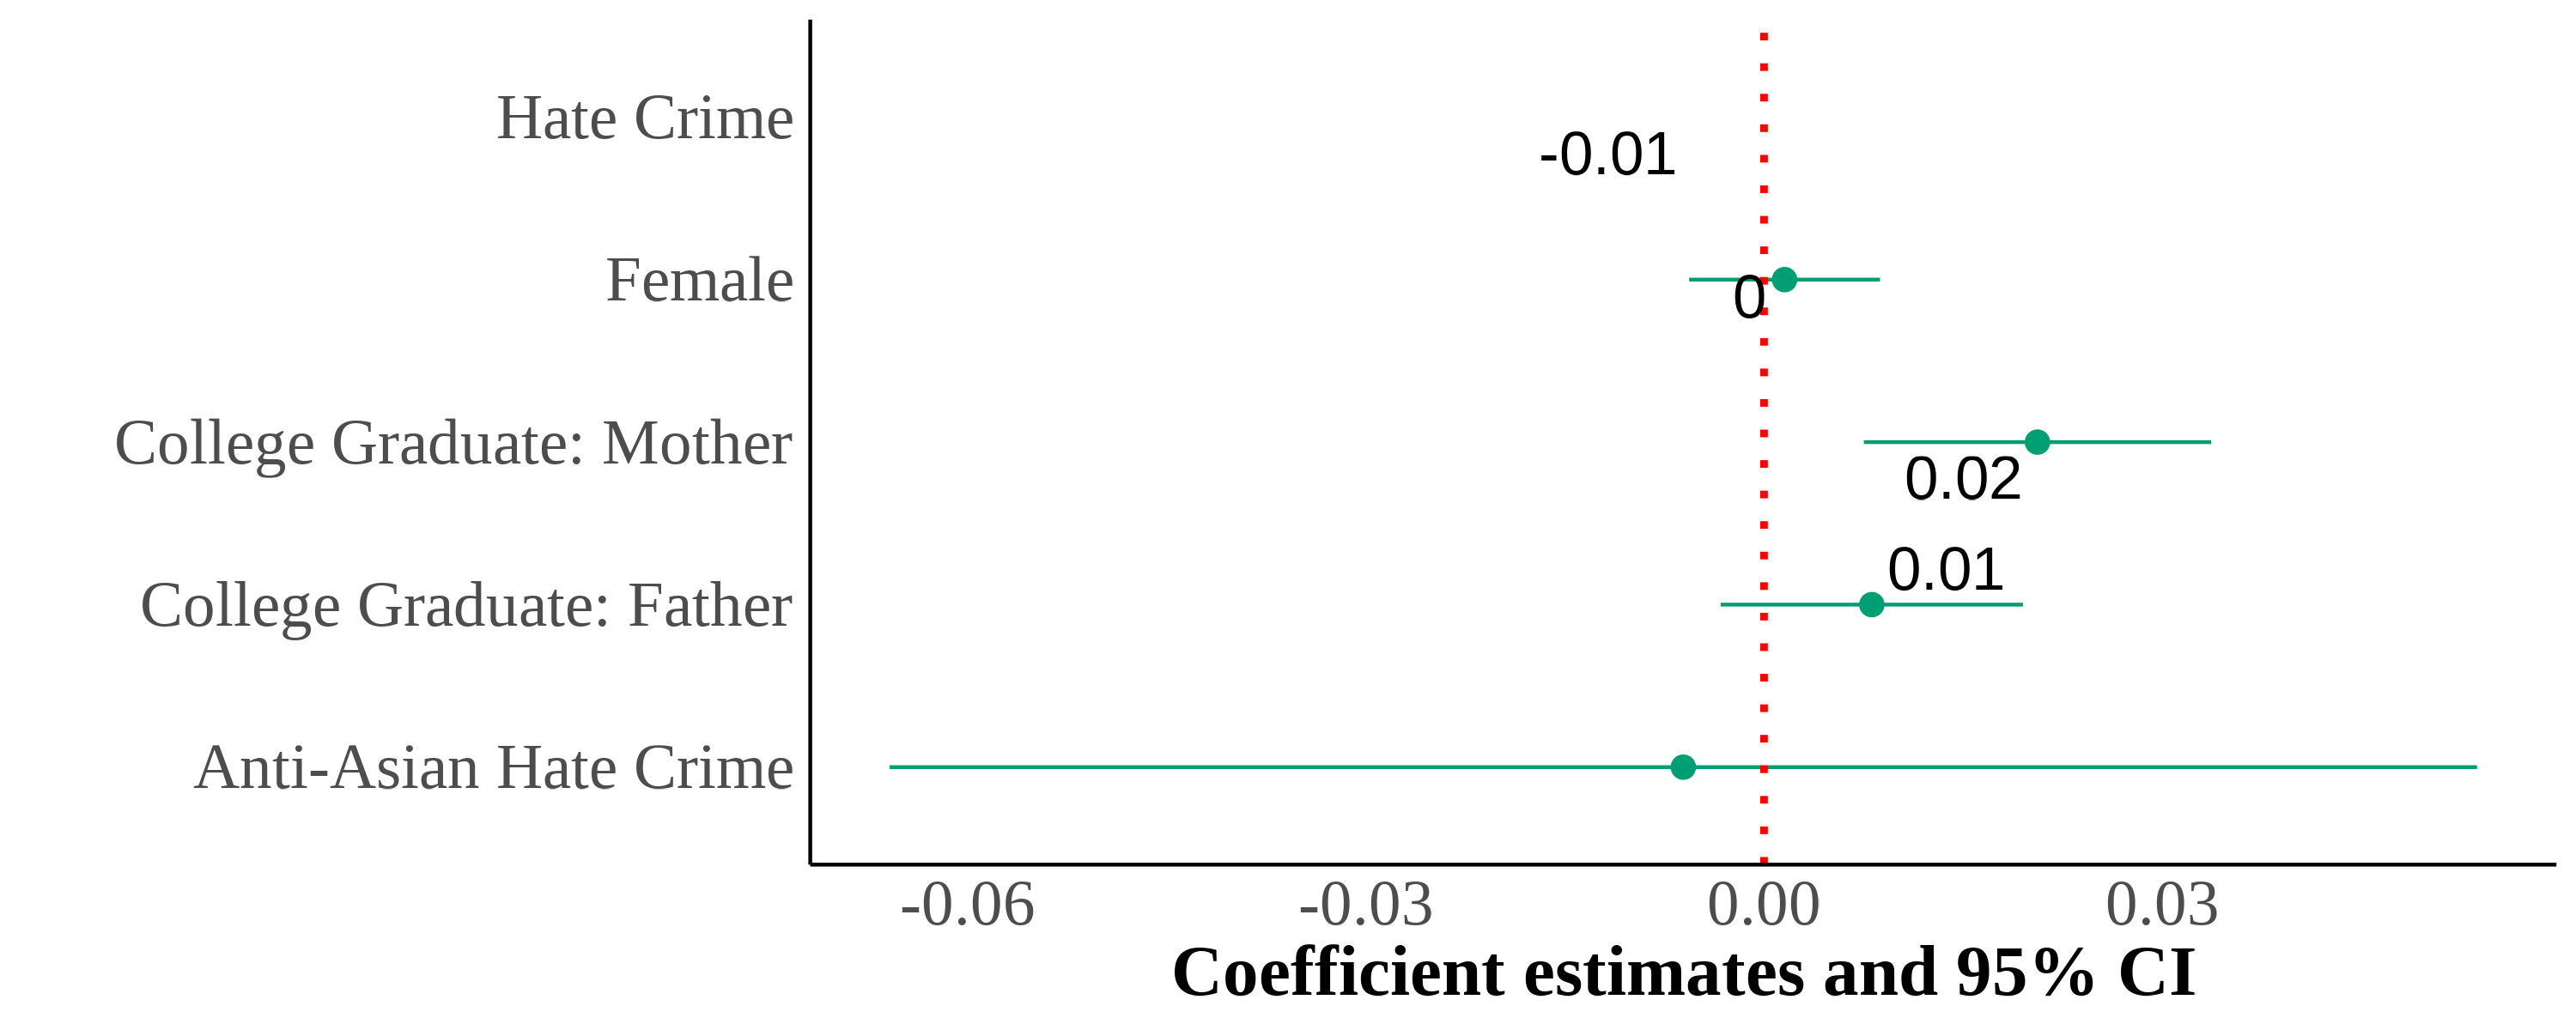 Hate Crime
-0.01
Female
0
College Graduate: Mother
0.02
0.01
College Graduate: Father
Anti-Asian Hate Crime
-0.06 -0.03 0.00 0.03
Coefficient estimates and 95% CI